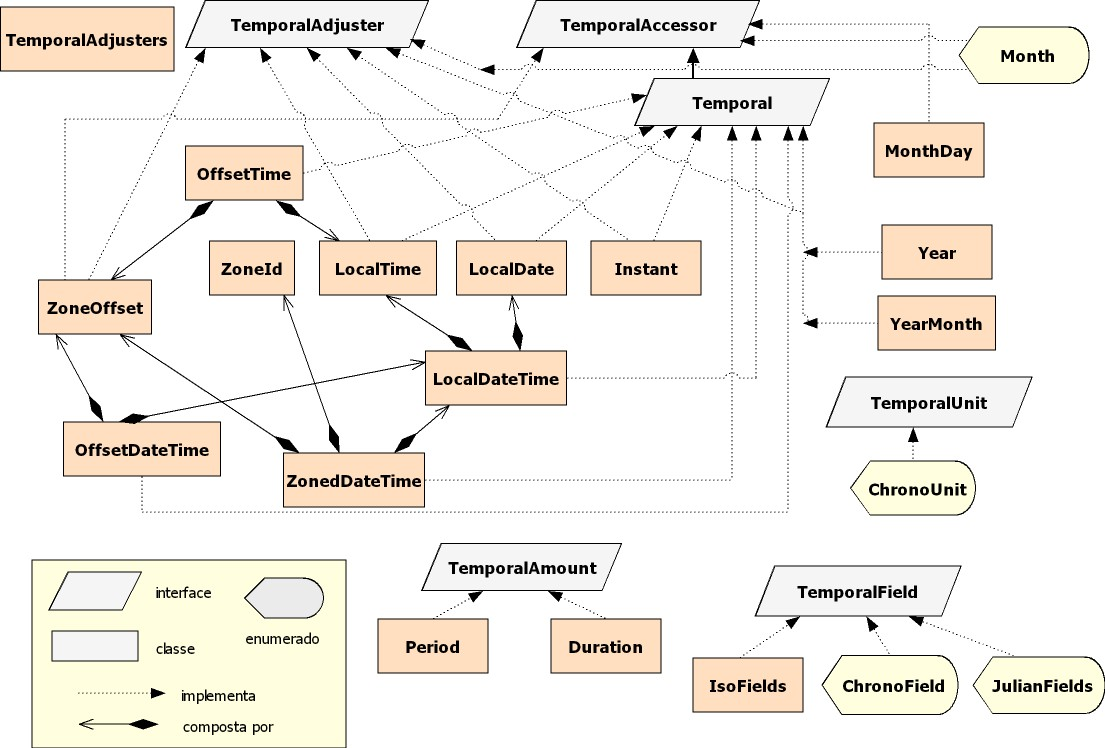 TemporalAdjuster
TemporalAccessor
TemporalAdjusters
Month
Temporal
MonthDay
OffsetTime
Year
ZoneId
LocalTime
LocalDate
Instant
ZoneOffset
YearMonth
LocalDateTime
TemporalUnit
OffsetDateTime
ZonedDateTime
ChronoUnit
TemporalAmount
TemporalField
Period
Duration
IsoFields
ChronoField
JulianFields
interface
enumerado
classe
implementa
composta por